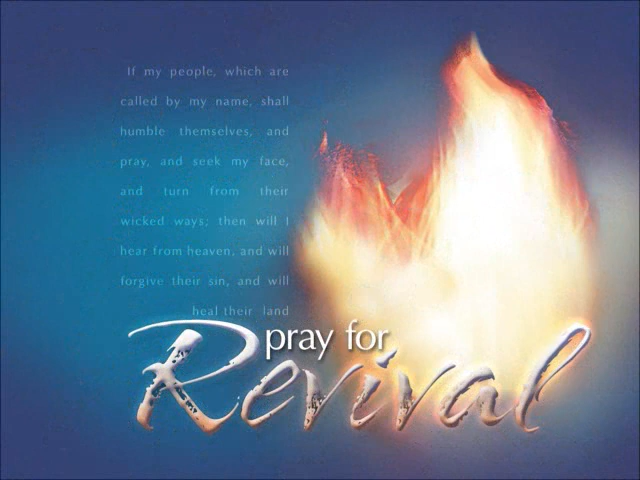 If my people, which are
called by my name, shall
humble themselves, and
pray, and seek my face,
and turn from their
wicked ways; then will I
hear from heaven, and will
forgive their sin, and will
heal their land
pray for
Revival